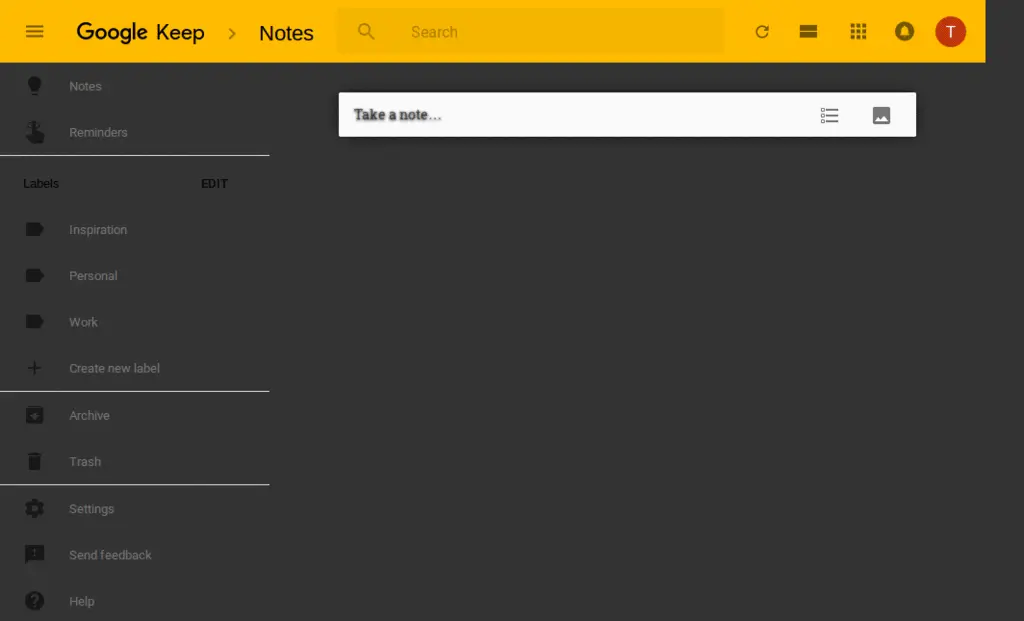 Google Keep > Notes Search T
Notes
Take a note...
Reminders
Labels EDIT
Inspiration
Personal
Work
Create new label
Archive
Trash
Settings
Send feedback
Help